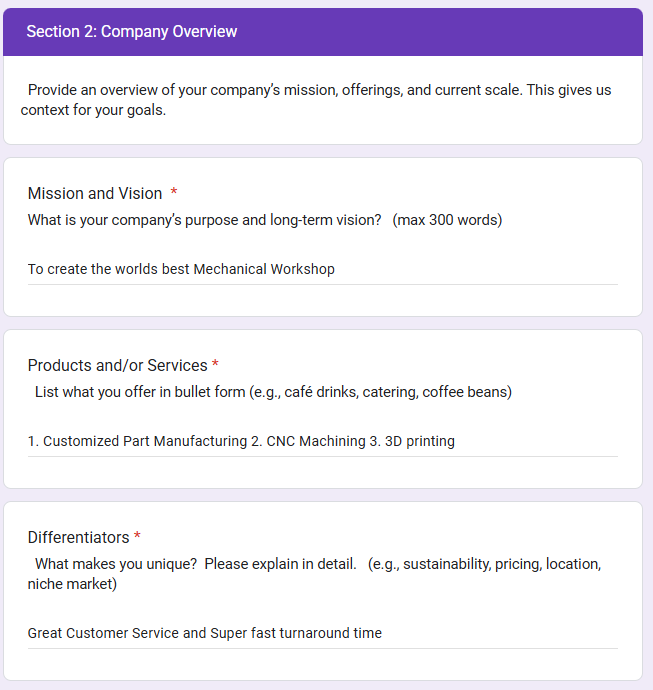 Section 2: Company Overview
Provide an overview of your company’s mission, offerings, and current scale. This gives us
context for your goals.
Mission and Vision *
What is your company’s purpose and long-term vision? (max 300 words)
To create the worlds best Mechanical Workshop
Products and/or Services *
List what you offer in bullet form (e.g., café drinks, catering, coffee beans)
1. Customized Part Manufacturing 2. CNC Machining 3. 3D printing
Differentiators *
What makes you unique? Please explain in detail. (e.g., sustainability, pricing, location,
niche market)
Great Customer Service and Super fast turnaround time